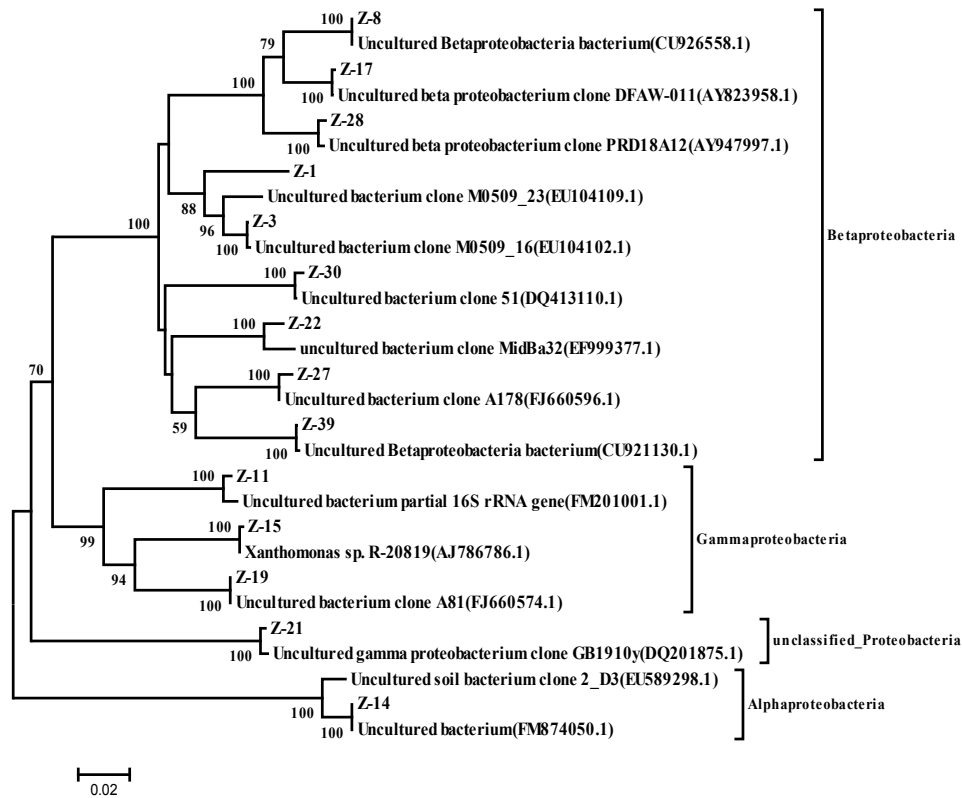 Z-8
100
Uncultured Betaproteobacteria bacterium(CU926558.1)
79
Z-17
100
100
Uncultured beta proteobacterium clone DFAW-011(AY823958.1)
Z-28
100
Uncultured beta proteobacterium clone PRD18A12(AY947997.1)
Z-1
Uncultured bacterium clone M0509_23(EU104109.1)
88
Z-3
96
100
Uncultured bacterium clone M0509_16(EU104102.1)
100
Betaproteobacteria
Z-30
100
Uncultured bacterium clone 51(DQ413110.1)
Z-22
100
uncultured bacterium clone MidBa32(EF999377.1)
Z-27
100
Uncultured bacterium clone A178(FJ660596.1)
59
Z-39
100
Uncultured Betaproteobacteria bacterium(CU921130.1)
70
Z-11
100
Uncultured bacterium partial 16S rRNA gene(FM201001.1)
Z-15
100
99
Xanthomonas sp. R-20819(AJ786786.1)
Gammaproteobacteria
94
Z-19
100
Uncultured bacterium clone A81(FJ660574.1)
Z-21
100
Uncultured gamma proteobacterium clone GB1910y(DQ201875.1)
unclassified_Proteobacteria
Uncultured soil bacterium clone 2_D3(EU589298.1)
100
Z-14
100
Uncultured bacterium(FM874050.1)
Alphaproteobacteria
0.02